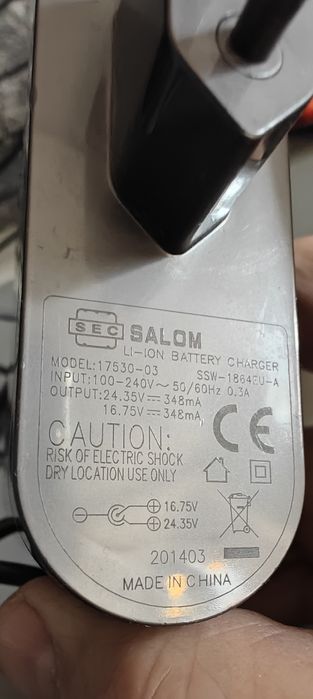 SEC SALOM
LI-ION BATTERY CHARGER
MODEL:17530-03 SSW-1864EU-A
INPUT:100-240V~ 50/60Hz 0.3A
OUTPUT:24.35V⎓348mA
16.75V⎓348mA
CAUTION:
RISK OF ELECTRIC SHOCK
DRY LOCATION USE ONLY
CE
⊖ ⊕16.75V
⊕24.35V
201403
MADE IN CHINA